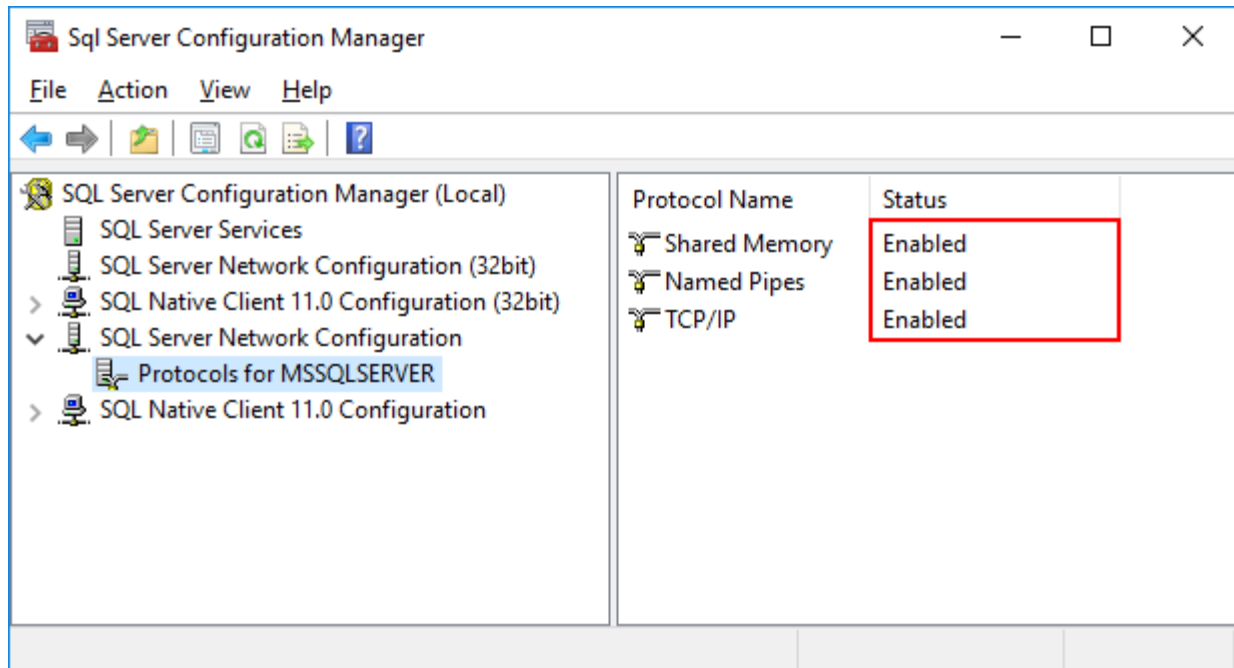 Sql Server Configuration Manager
File Action View Help
SQL Server Configuration Manager (Local)
SQL Server Services
SQL Server Network Configuration (32bit)
SQL Native Client 11.0 Configuration (32bit)
SQL Server Network Configuration
Protocols for MSSQLSERVER
SQL Native Client 11.0 Configuration
Protocol Name Status
Shared Memory Enabled
Named Pipes Enabled
TCP/IP Enabled